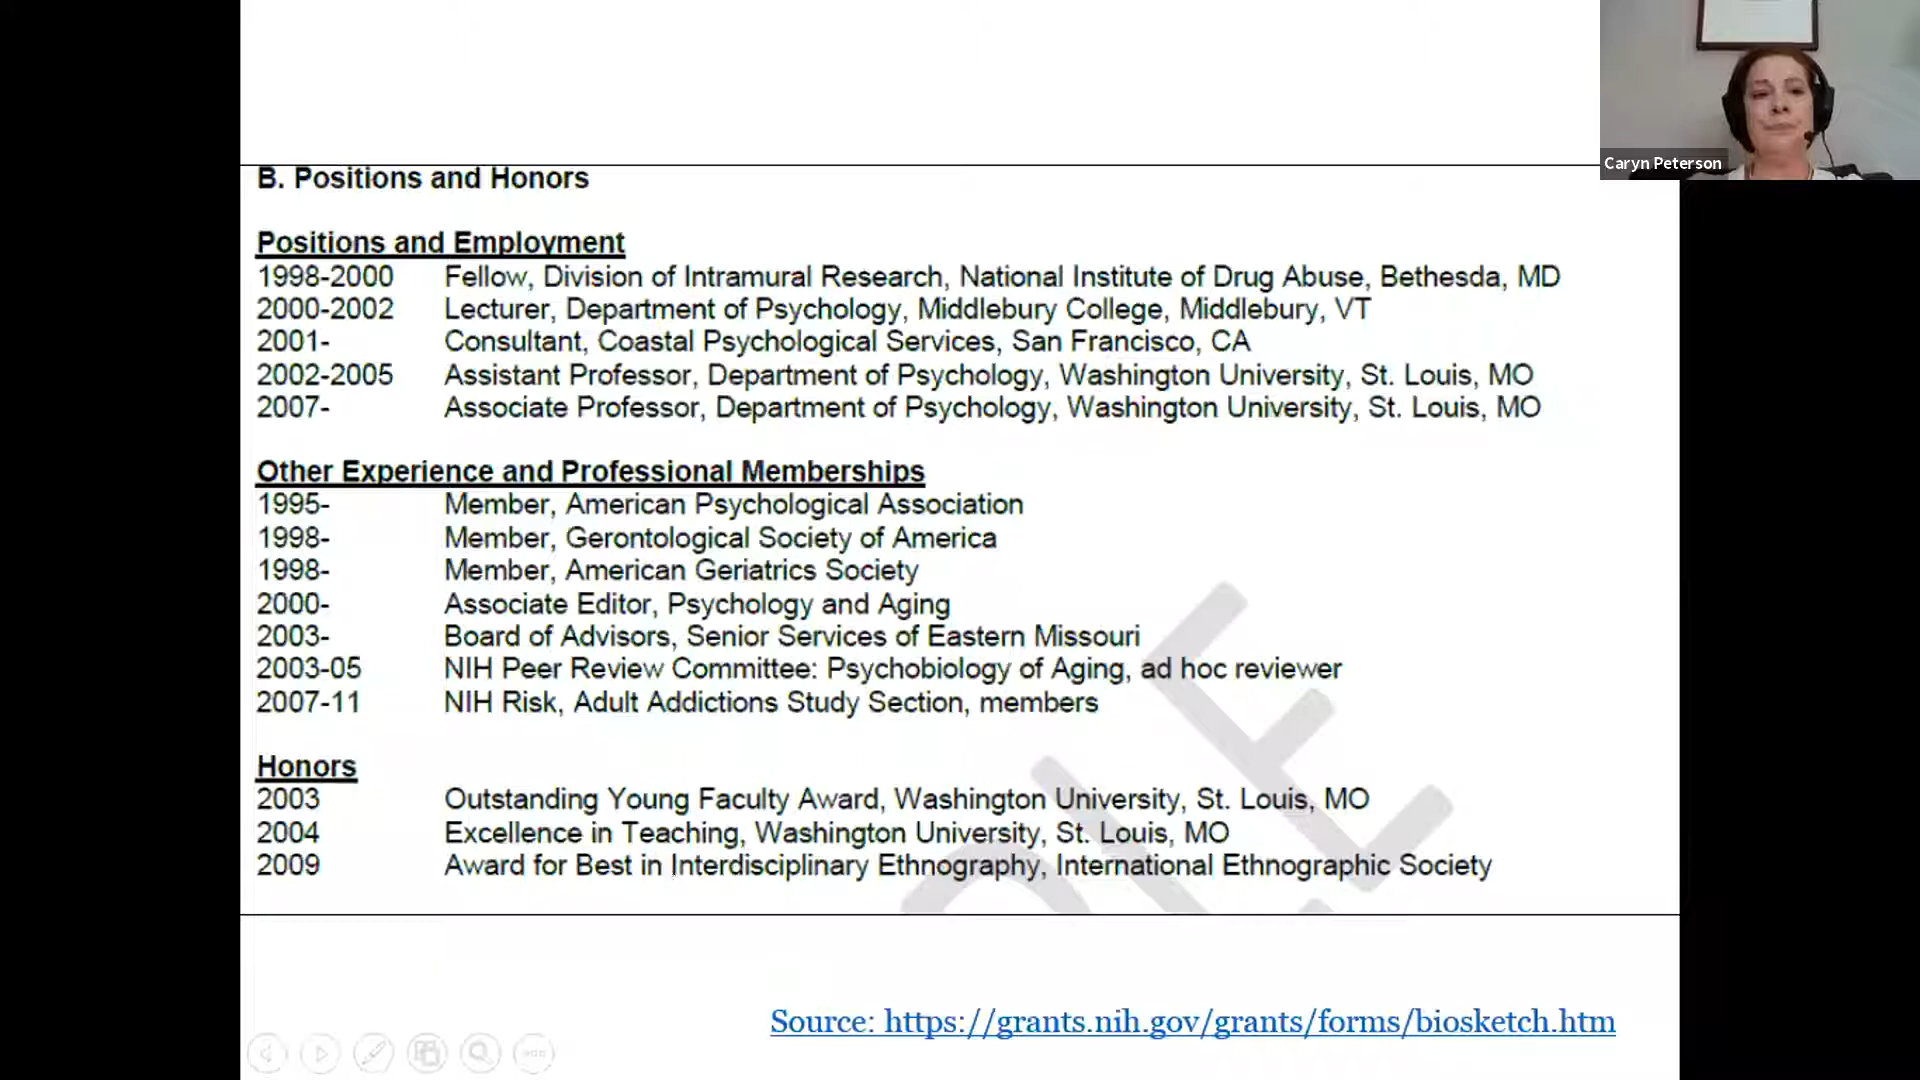 Caryn Peterson
B. Positions and Honors
Positions and Employment
1998-2000 Fellow, Division of Intramural Research, National Institute of Drug Abuse, Bethesda, MD
2000-2002 Lecturer, Department of Psychology, Middlebury College, Middlebury, VT
2001- Consultant, Coastal Psychological Services, San Francisco, CA
2002-2005 Assistant Professor, Department of Psychology, Washington University, St. Louis, MO
2007- Associate Professor, Department of Psychology, Washington University, St. Louis, MO
Other Experience and Professional Memberships
1995- Member, American Psychological Association
1998- Member, Gerontological Society of America
1998- Member, American Geriatrics Society
2000- Associate Editor, Psychology and Aging
2003- Board of Advisors, Senior Services of Eastern Missouri
2003-05 NIH Peer Review Committee: Psychobiology of Aging, ad hoc reviewer
2007-11 NIH Risk, Adult Addictions Study Section, members
Honors
2003 Outstanding Young Faculty Award, Washington University, St. Louis, MO
2004 Excellence in Teaching, Washington University, St. Louis, MO
2009 Award for Best in Interdisciplinary Ethnography, International Ethnographic Society
Source: https://grants.nih.gov/grants/forms/biosketch.htm